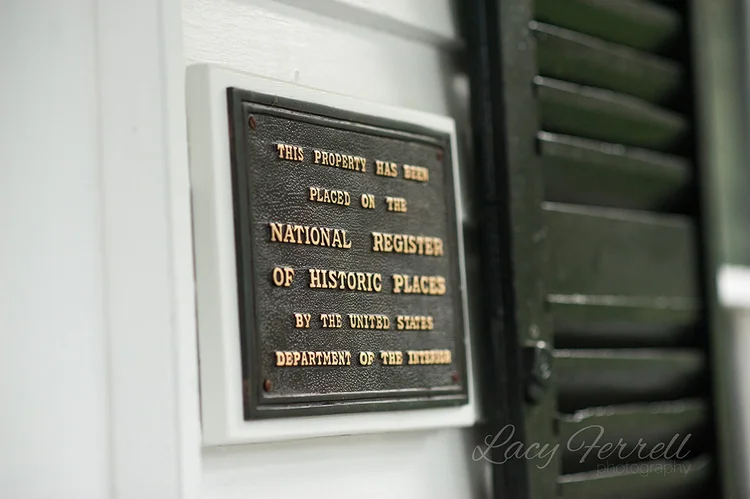 THIS PROPERTY HAS BEEN
PLACED ON THE
NATIONAL REGISTER
OF HISTORIC PLACES
BY THE UNITED STATES
DEPARTMENT OF THE INTERIOR
Lacy Ferrell
photography